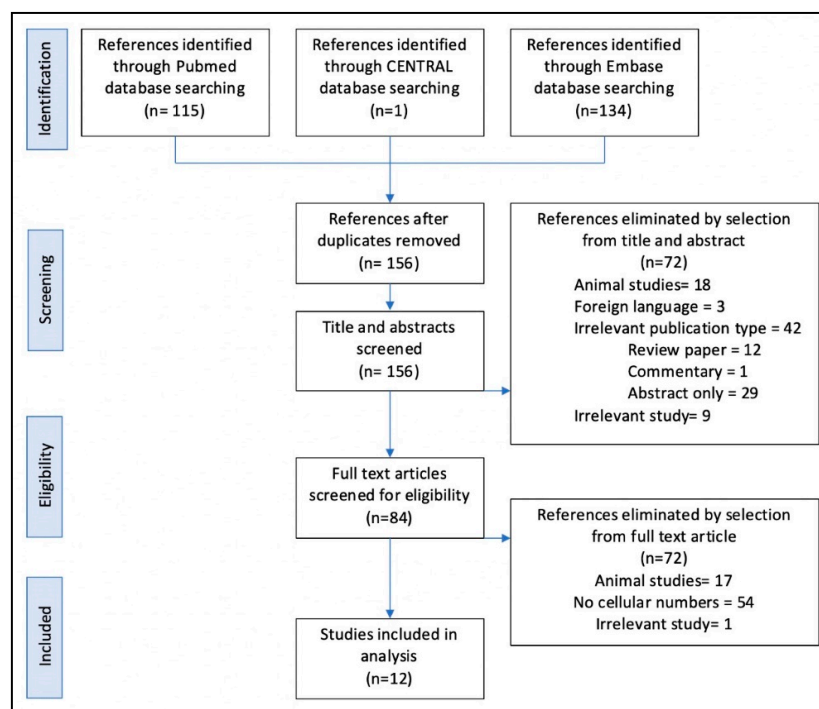 Identification
References identified
through Pubmed
database searching
(n= 115)
References identified
through CENTRAL
database searching
(n=1)
References identified
through Embase
database searching
(n=134)
Screening
References after
duplicates removed
(n= 156)
Title and abstracts
screened
(n= 156)
References eliminated by selection
from title and abstract
(n=72)
Animal studies= 18
Foreign language = 3
Irrelevant publication type = 42
Review paper = 12
Commentary = 1
Abstract only = 29
Irrelevant study= 9
Eligibility
Full text articles
screened for eligibility
(n=84)
References eliminated by selection
from full text article
(n=72)
Animal studies= 17
No cellular numbers = 54
Irrelevant study= 1
Included
Studies included in
analysis
(n=12)